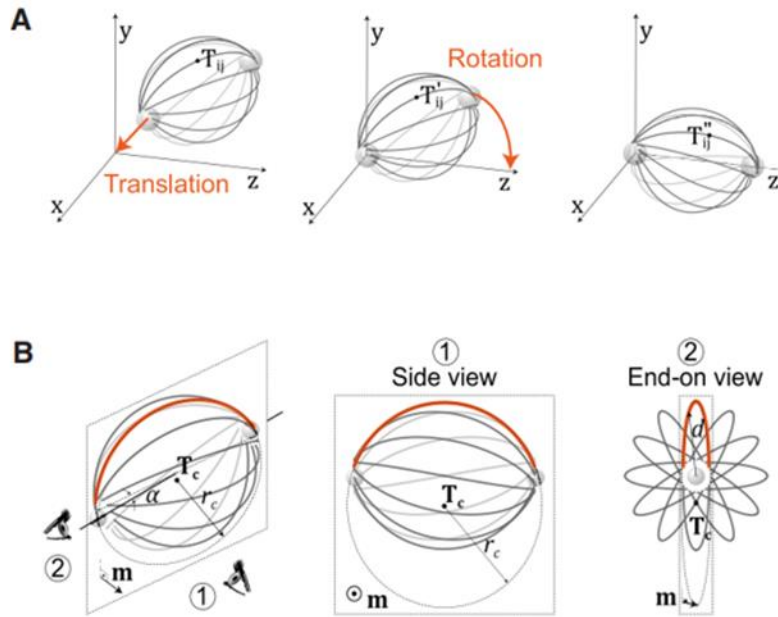 A
y
T_ij
Translation
z
x
y
Rotation
T'_ij
z
x
y
T''_ij
z
x
B
T_c
α
r_c
②
m
①
①
Side view
T_c
r_c
m
②
End-on view
d
T_c
m